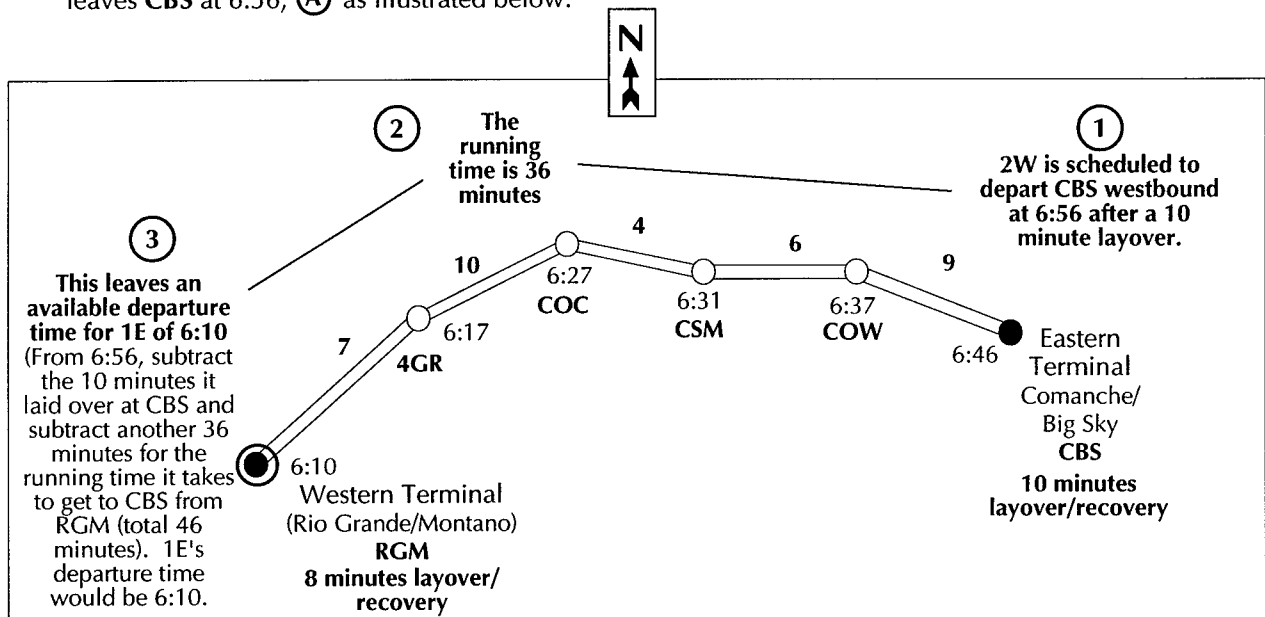 leaves CBS at 6:56, A as illustrated below.
N
2
The
running
time is 36
minutes
1
2W is scheduled to
depart CBS westbound
at 6:56 after a 10
minute layover.
3
This leaves an
available departure
time for 1E of 6:10
(From 6:56, subtract
the 10 minutes it
laid over at CBS and
subtract another 36
minutes for the
running time it takes
to get to CBS from
RGM (total 46
minutes). 1E's
departure time
would be 6:10.
7
10
4
6
9
6:10
Western Terminal
(Rio Grande/Montano)
RGM
8 minutes layover/
recovery
6:17
4GR
6:27
COC
6:31
CSM
6:37
COW
6:46
Eastern
Terminal
Comanche/
Big Sky
CBS
10 minutes
layover/recovery